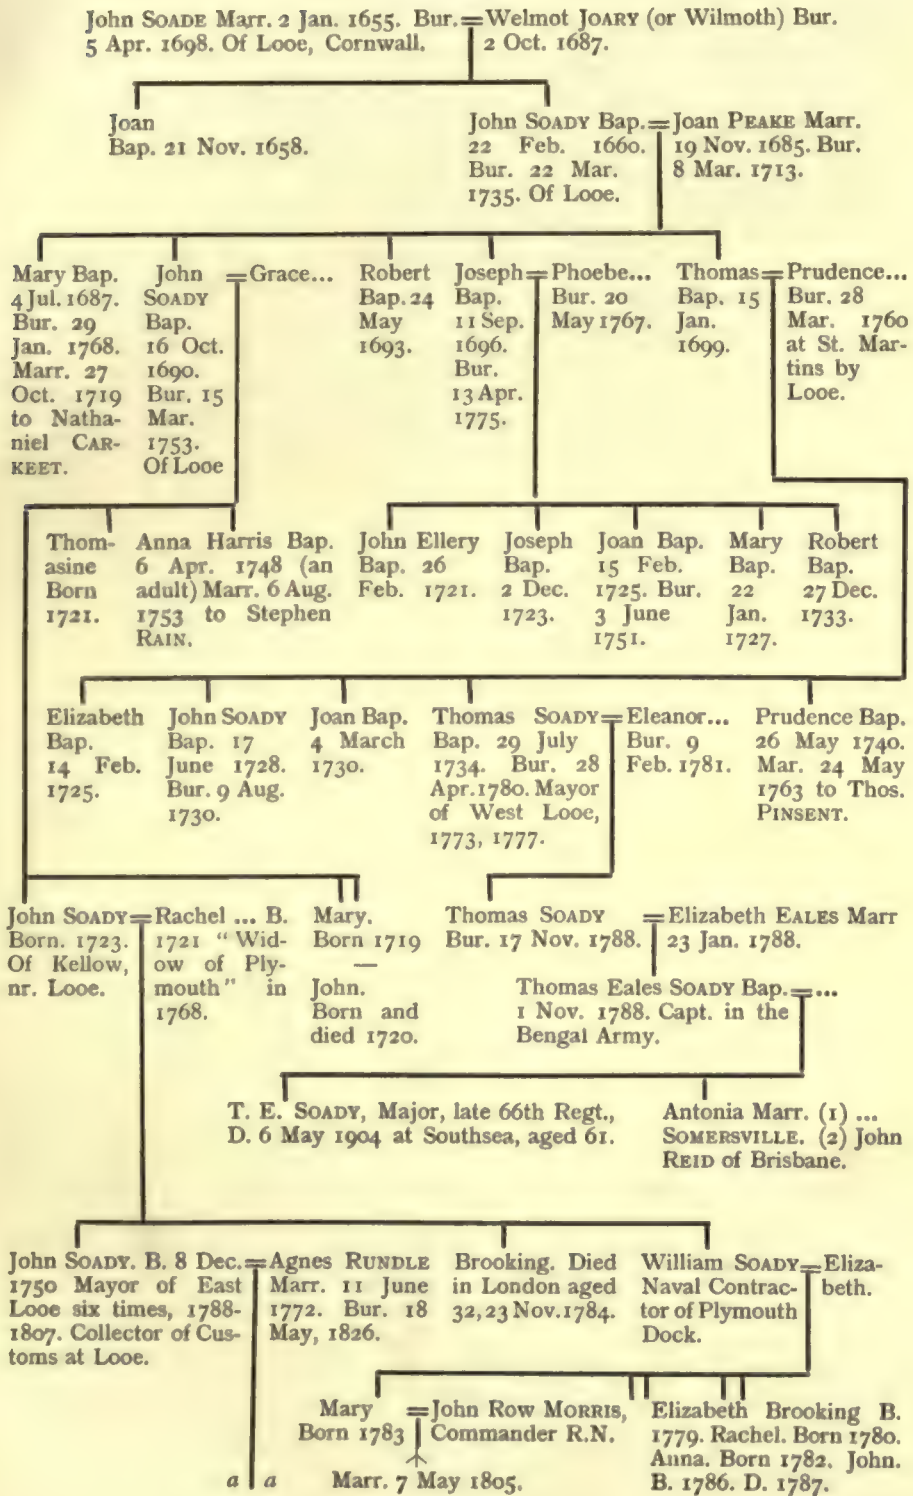 John SOADE Marr. 2 Jan. 1655. Bur.
5 Apr. 1698. Of Looe, Cornwall.
=Welmot JOARY (or Wilmoth) Bur.
2 Oct. 1687.
Joan
Bap. 21 Nov. 1658.
John SOADY Bap.
22 Feb. 1660.
Bur. 22 Mar.
1735. Of Looe.
=Joan PEAKE Marr.
19 Nov. 1685. Bur.
8 Mar. 1713.
Mary Bap.
4 Jul. 1687.
Bur. 29
Jan. 1768.
Marr. 27
Oct. 1719
to Natha-
niel CAR-
KEET.
John
SOADY
Bap.
16 Oct.
1690.
Bur. 15
Mar.
1753.
Of Looe
=Grace...
Robert
Bap. 24
May
1693.
Joseph
Bap.
11 Sep.
1696.
Bur.
13 Apr.
1775.
=Phoebe...
Bur. 20
May 1767.
Thomas
Bap. 15
Jan.
1699.
=Prudence...
Bur. 28
Mar. 1760
at St. Mar-
tins by
Looe.
Thom-
asine
Born
1721.
Anna Harris Bap.
6 Apr. 1748 (an
adult) Marr. 6 Aug.
1753 to Stephen
RAIN.
John Ellery
Bap. 26
Feb. 1721.
Joseph
Bap.
2 Dec.
1723.
Joan Bap.
15 Feb.
1725. Bur.
3 June
1751.
Mary
Bap.
22
Jan.
1727.
Robert
Bap.
27 Dec.
1733.
Elizabeth
Bap.
14 Feb.
1725.
John SOADY
Bap. 17
June 1728.
Bur. 9 Aug.
1730.
Joan Bap.
4 March
1730.
Thomas SOADY
Bap. 29 July
1734. Bur. 28
Apr. 1780. Mayor
of West Looe,
1773, 1777.
=Eleanor...
Bur. 9
Feb. 1781.
Prudence Bap.
26 May 1740.
Mar. 24 May
1763 to Thos.
PINSENT.
John SOADY
Born. 1723.
Of Kellow,
nr. Looe.
=Rachel ... B.
1721 "Wid-
ow of Ply-
mouth" in
1768.
Mary.
Born 1719
—
John.
Born and
died 1720.
Thomas SOADY
Bur. 17 Nov. 1788.
=Elizabeth EALES Marr
23 Jan. 1788.
Thomas Eales SOADY Bap.=...
1 Nov. 1788. Capt. in the
Bengal Army.
T. E. SOADY, Major, late 66th Regt.,
D. 6 May 1904 at Southsea, aged 61.
Antonia Marr. (1) ...
SOMERSVILLE. (2) John
REID of Brisbane.
John SOADY. B. 8 Dec.
1750 Mayor of East
Looe six times, 1788-
1807. Collector of Cus-
toms at Looe.
=Agnes RUNDLE
Marr. 11 June
1772. Bur. 18
May, 1826.
Brooking. Died
in London aged
32, 23 Nov. 1784.
William SOADY
Naval Contrac-
tor of Plymouth
Dock.
=Eliza-
beth.
Mary
Born 1783
=John Row MORRIS,
Commander R.N.
Marr. 7 May 1805.
Elizabeth Brooking B.
1779. Rachel. Born 1780.
Anna. Born 1782. John.
B. 1786. D. 1787.
a a